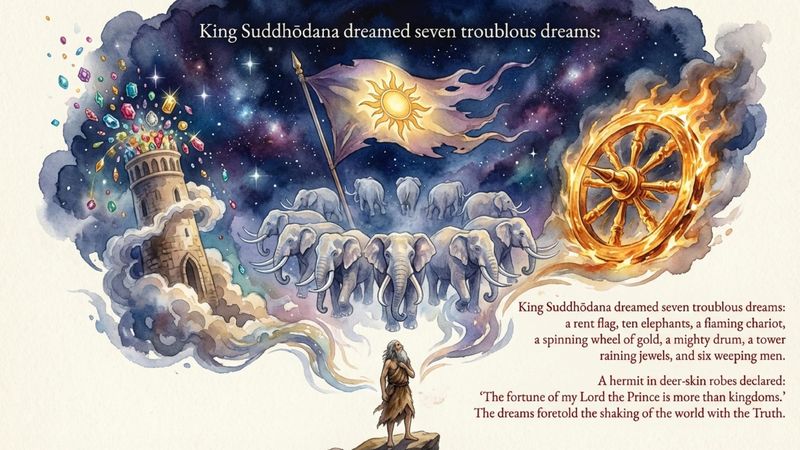 King Suddhōdana dreamed seven troublous dreams:
King Suddhōdana dreamed seven troublous dreams:
a rent flag, ten elephants, a flaming chariot,
a spinning wheel of gold, a mighty drum, a tower
raining jewels, and six weeping men.
A hermit in deer-skin robes declared:
‘The fortune of my Lord the Prince is more than kingdoms.’
The dreams foretold the shaking of the world with the Truth.